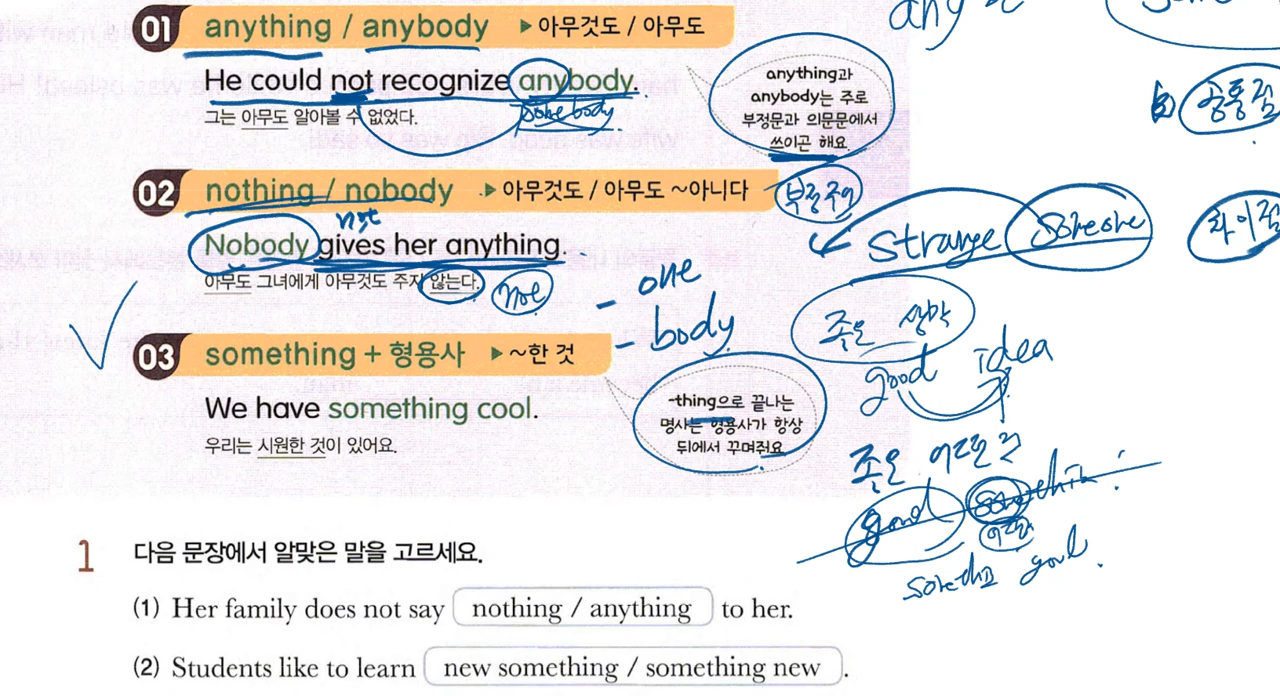 01 anything / anybody ▶ 아무것도 / 아무도
He could not recognize anybody.
somebody
그는 아무도 알아볼 수 없었다.
anything과
anybody는 주로
부정문과 의문문에서
쓰이곤 해요.
any
공통점
02 nothing / nobody ▶ 아무것도 / 아무도 ~아니다
부정주어
not
Nobody gives her anything.
아무도 그녀에게 아무것도 주지 않는다.
not
strange someone
차이점
- one
- body
03 something + 형용사 ▶ ~한 것
We have something cool.
우리는 시원한 것이 있어요.
-thing으로 끝나는
명사는 형용사가 항상
뒤에서 꾸며줘요.
좋은 생각
good idea
좋은 어떤 것
good something
어떤
something good.
1 다음 문장에서 알맞은 말을 고르세요.
(1) Her family does not say nothing / anything to her.
(2) Students like to learn new something / something new .